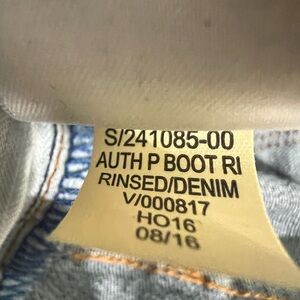 S/241085-00
AUTH P BOOT RI
RINSED/DENIM
V/000817
HO16
08/16